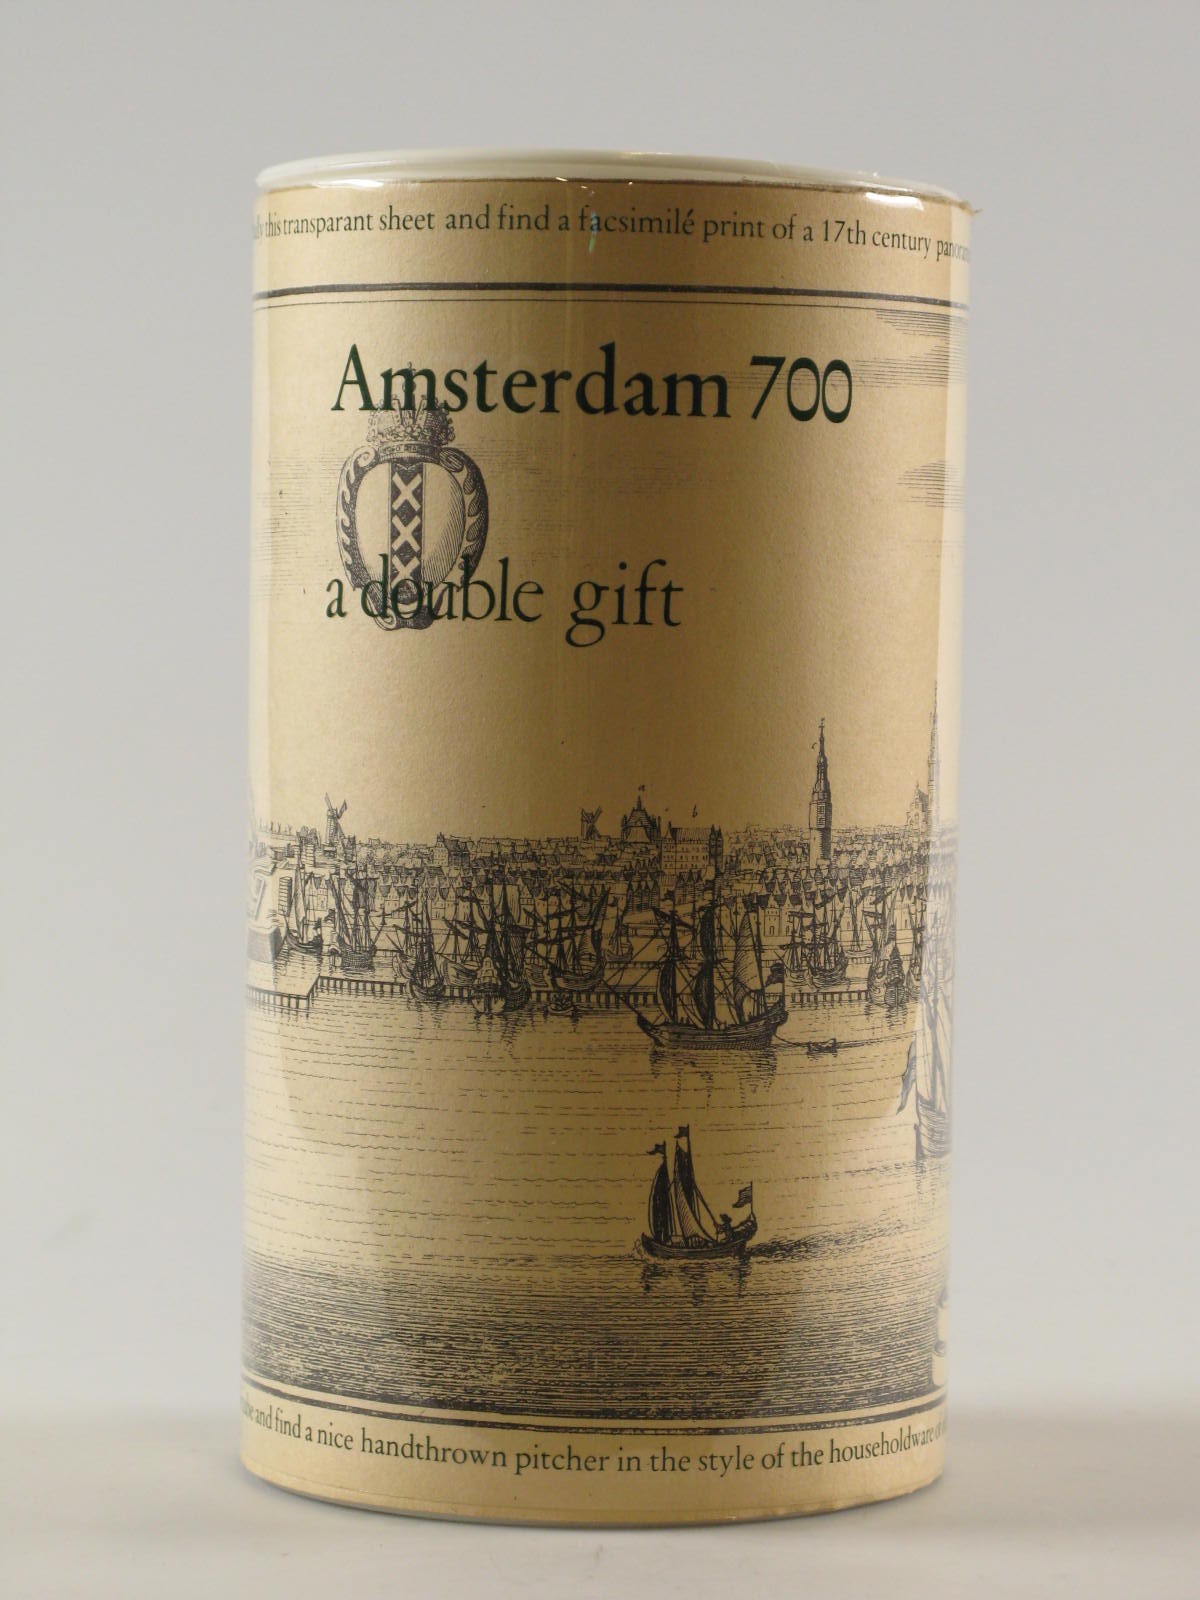 this transparant sheet and find a facsimilé print of a 17th century
Amsterdam 700
XXX
a double gift
a b
and find a nice handthrown pitcher in the style of the householdware